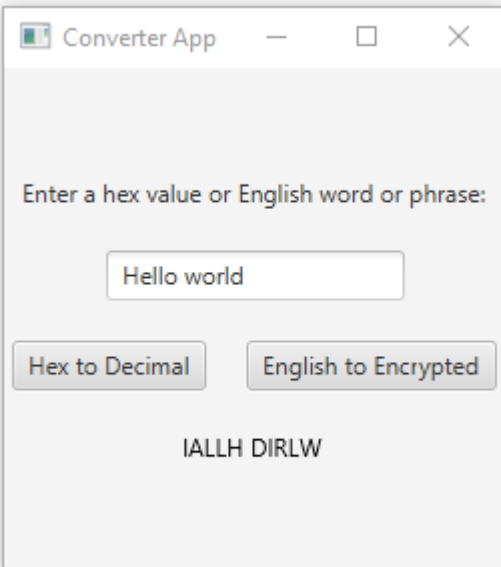 Converter App
Enter a hex value or English word or phrase:
Hello world
Hex to Decimal English to Encrypted
IALLH DIRLW